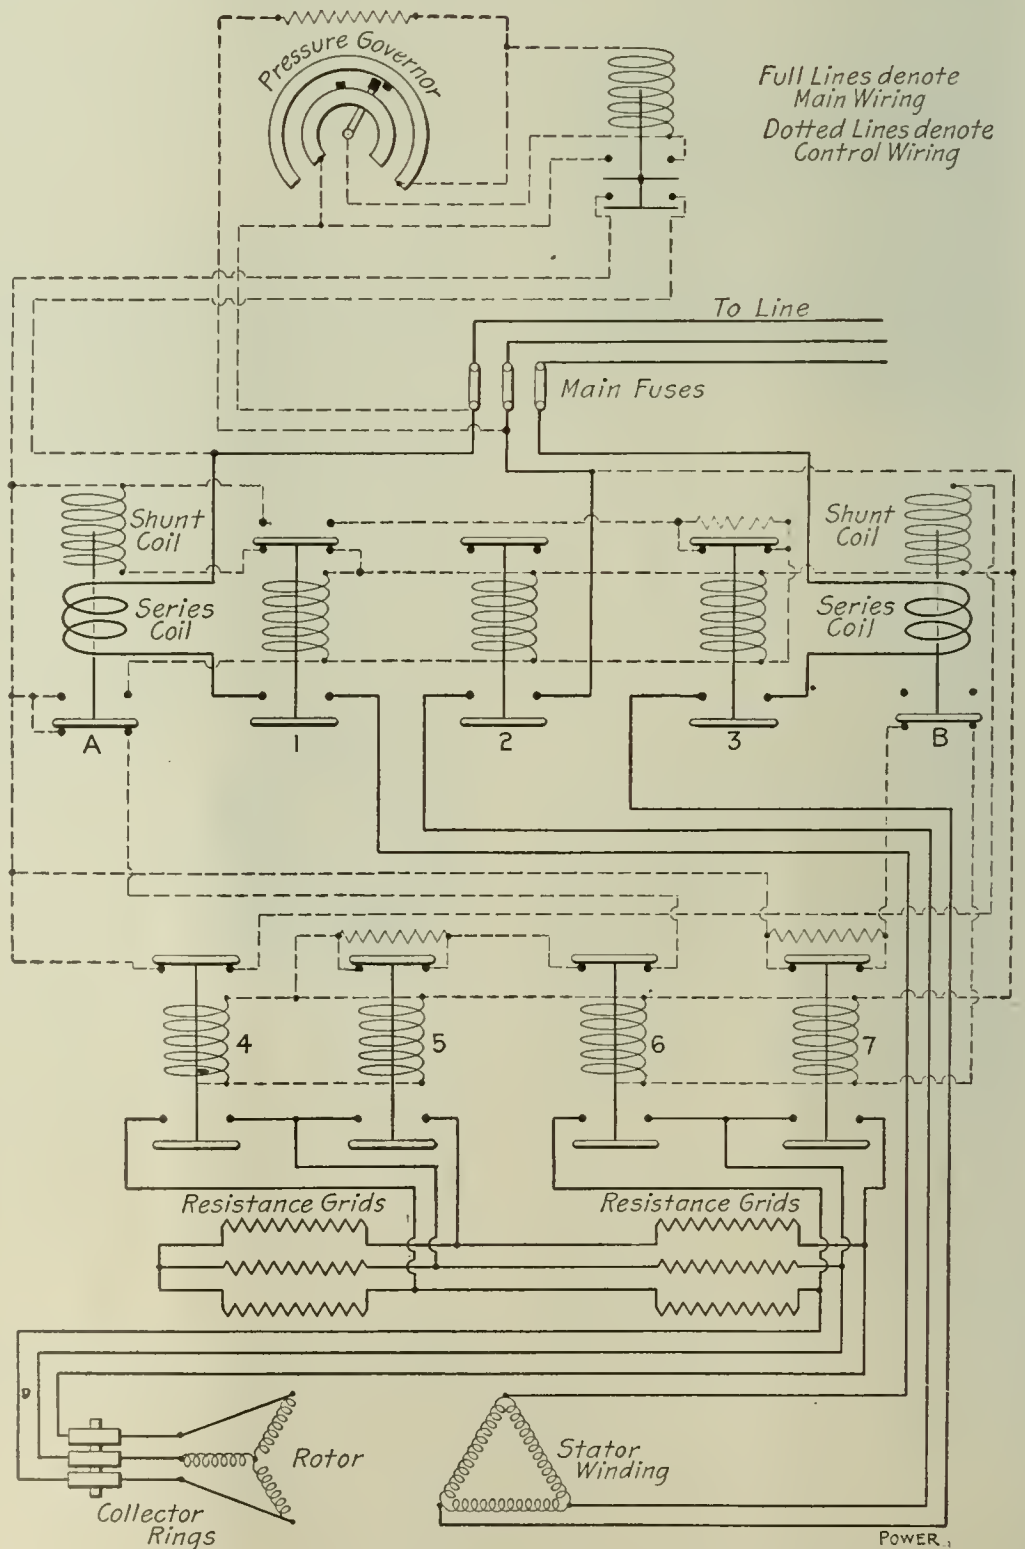 Pressure Governor
Full Lines denote
Main Wiring
Dotted Lines denote
Control Wiring
To Line
Main Fuses
Shunt
Coil
Shunt
Coil
Series
Coil
Series
Coil
A
1
2
3
B
4
5
6
7
Resistance Grids
Resistance Grids
Rotor
Stator
Winding
Collector
Rings
POWER